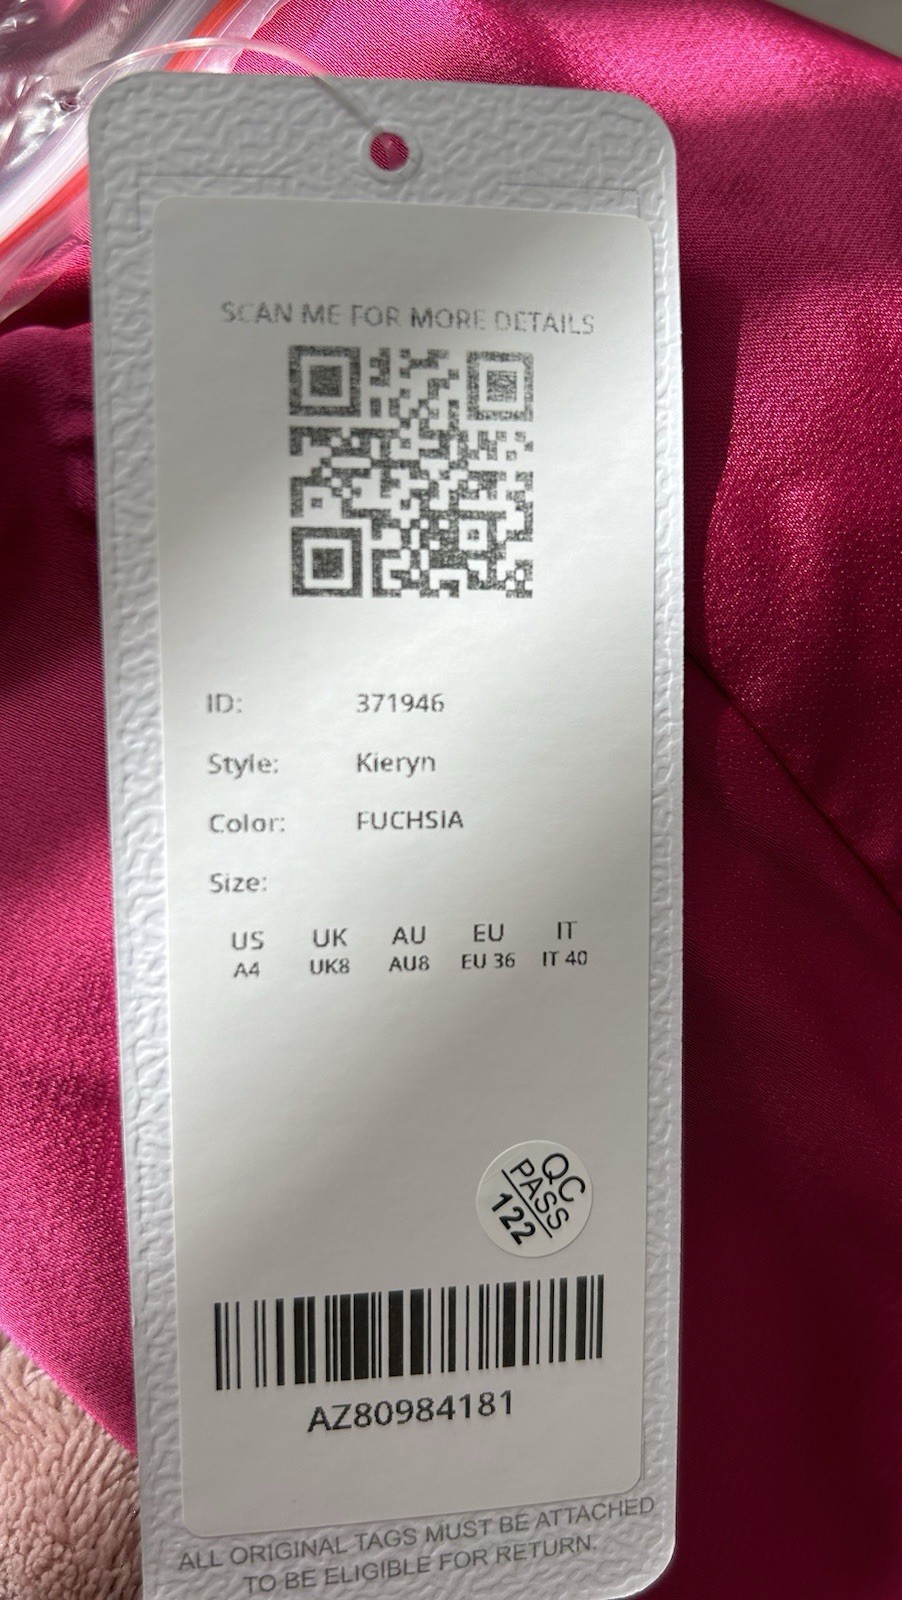 SCAN ME FOR MORE DETAILS
ID: 371946
Style: Kieryn
Color: FUCHSIA
Size:
US UK AU EU IT
A4 UK8 AU8 EU 36 IT 40
QC
PASS
122
AZ80984181
ALL ORIGINAL TAGS MUST BE ATTACHED
TO BE ELIGIBLE FOR RETURN.